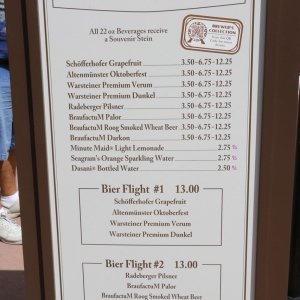 All 22 oz Beverages receive
a Souvenir Stein
BREWER'S
COLLECTION
Schöfferhofer Grapefruit 3.50 - 6.75 - 12.25
Altenmünster Oktoberfest 3.50 - 6.75 - 12.25
Warsteiner Premium Verum 3.50 - 6.75 - 12.25
Warsteiner Premium Dunkel 3.50 - 6.75 - 12.25
Radeberger Pilsner 3.50 - 6.75 - 12.25
BraufactuM Palor 3.50 - 6.75 - 12.25
BraufactuM Roog Smoked Wheat Beer 3.50 - 6.75 - 12.25
BraufactuM Darkon 3.50 - 6.75 - 12.25
Minute Maid® Light Lemonade 2.75
Seagram's Orange Sparkling Water 2.75
Dasani® Bottled Water 2.50
Bier Flight #1 13.00
Schöfferhofer Grapefruit
Altenmünster Oktoberfest
Warsteiner Premium Verum
Warsteiner Premium Dunkel
Bier Flight #2 13.00
Radeberger Pilsner
BraufactuM Palor
BraufactuM Roog Smoked Wheat Beer